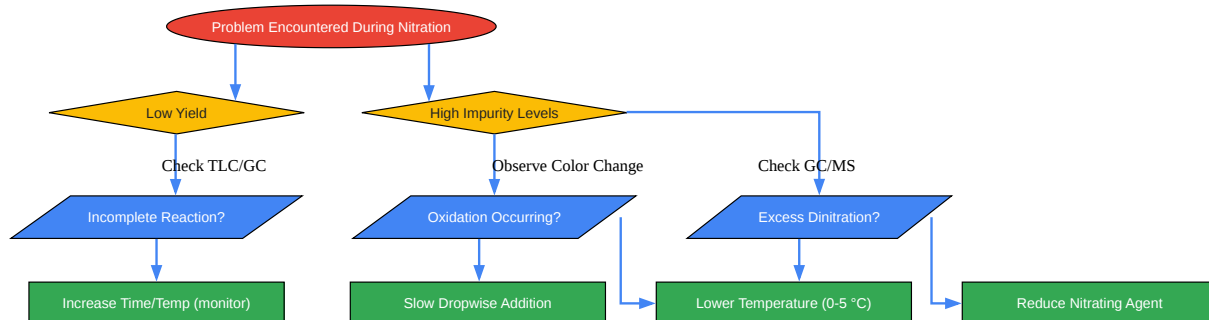 Problem Encountered During Nitration
Low Yield
High Impurity Levels
Check TLC/GC
Observe Color Change
Check GC/MS
Incomplete Reaction?
Oxidation Occurring?
Excess Dinitration?
Increase Time/Temp (monitor)
Slow Dropwise Addition
Lower Temperature (0-5 °C)
Reduce Nitrating Agent